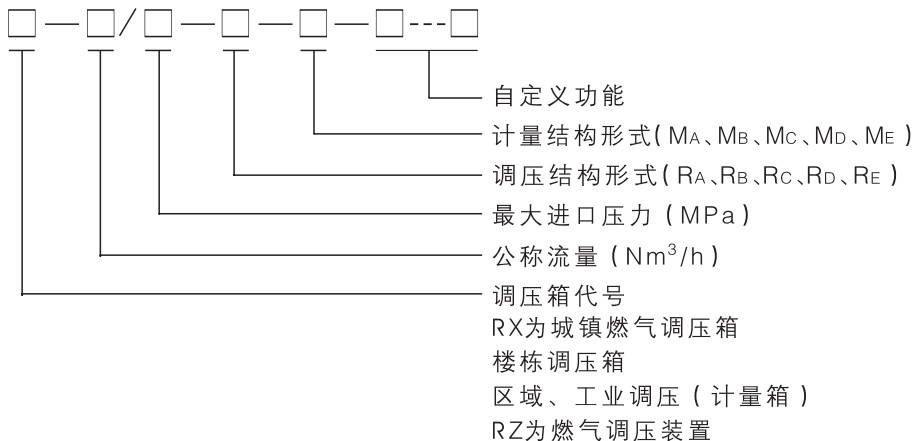 □—□/□—□—□—□---□
自定义功能
计量结构形式(MA、MB、MC、MD、ME)
调压结构形式(RA、RB、RC、RD、RE)
最大进口压力(MPa)
公称流量(Nm³/h)
调压箱代号
RX为城镇燃气调压箱
楼栋调压箱
区域、工业调压(计量箱)
RZ为燃气调压装置